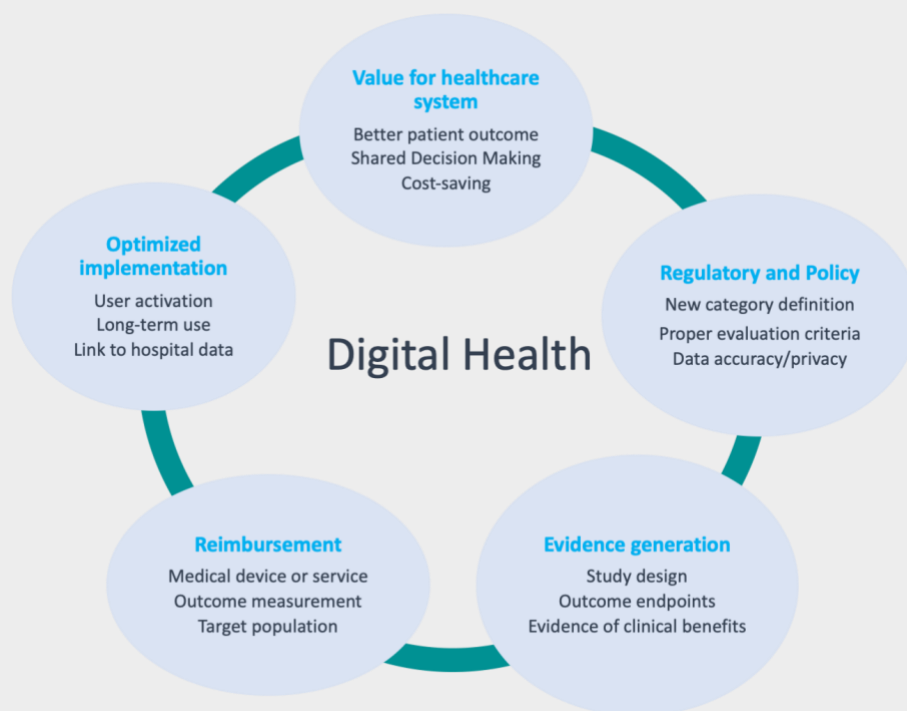 Value for healthcare
system
Better patient outcome
Shared Decision Making
Cost-saving
Regulatory and Policy
New category definition
Proper evaluation criteria
Data accuracy/privacy
Evidence generation
Study design
Outcome endpoints
Evidence of clinical benefits
Reimbursement
Medical device or service
Outcome measurement
Target population
Optimized
implementation
User activation
Long-term use
Link to hospital data
Digital Health